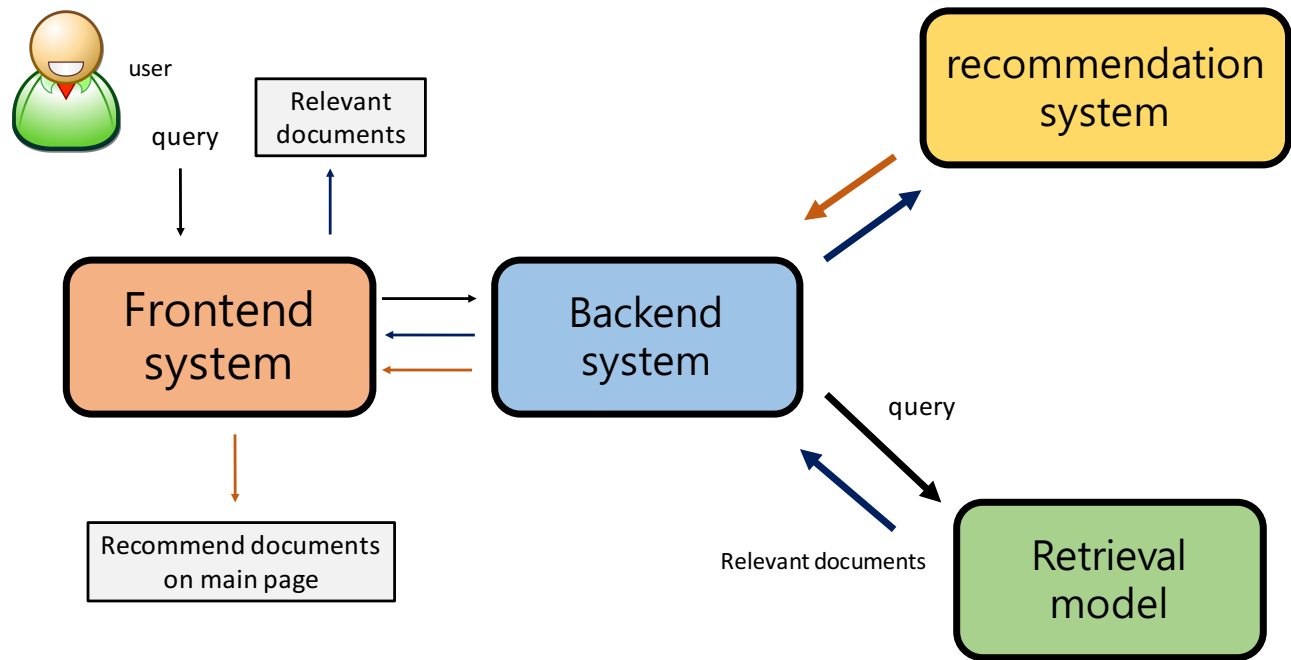 user
query
Relevant
documents
recommendation
system
Frontend
system
Backend
system
query
Relevant documents
Retrieval
model
Recommend documents
on main page